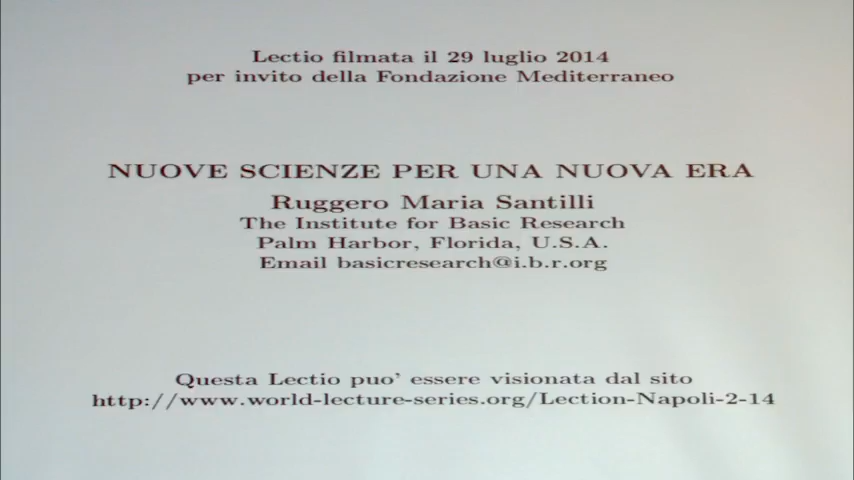 Lectio filmata il 29 luglio 2014
per invito della Fondazione Mediterraneo
NUOVE SCIENZE PER UNA NUOVA ERA
Ruggero Maria Santilli
The Institute for Basic Research
Palm Harbor, Florida, U.S.A.
Email basicresearch@i.b.r.org
Questa Lectio puo' essere visionata dal sito
http://www.world-lecture-series.org/Lection-Napoli-2-14